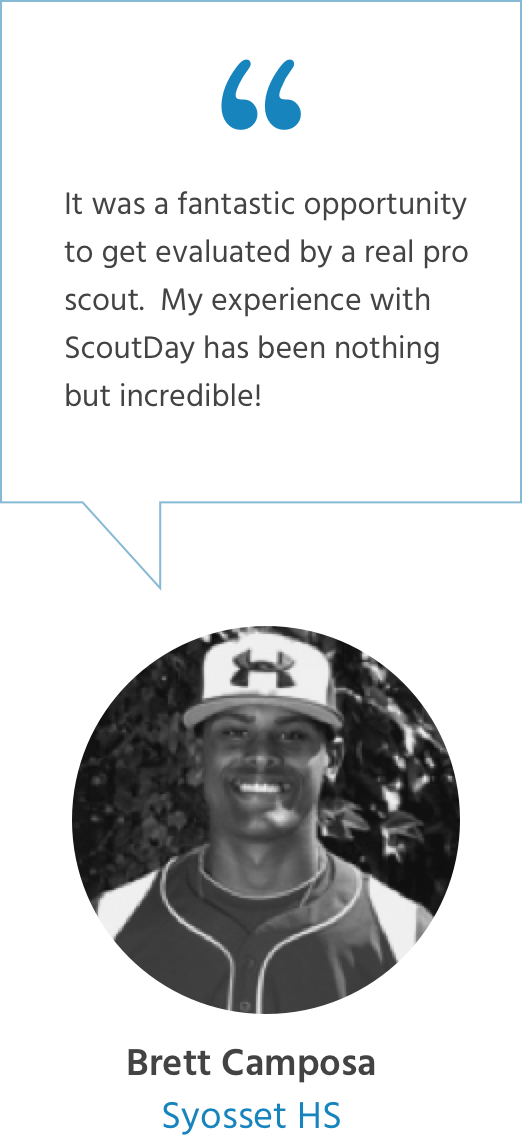 “
It was a fantastic opportunity
to get evaluated by a real pro
scout.  My experience with
ScoutDay has been nothing
but incredible!
Brett Camposa
Syosset HS